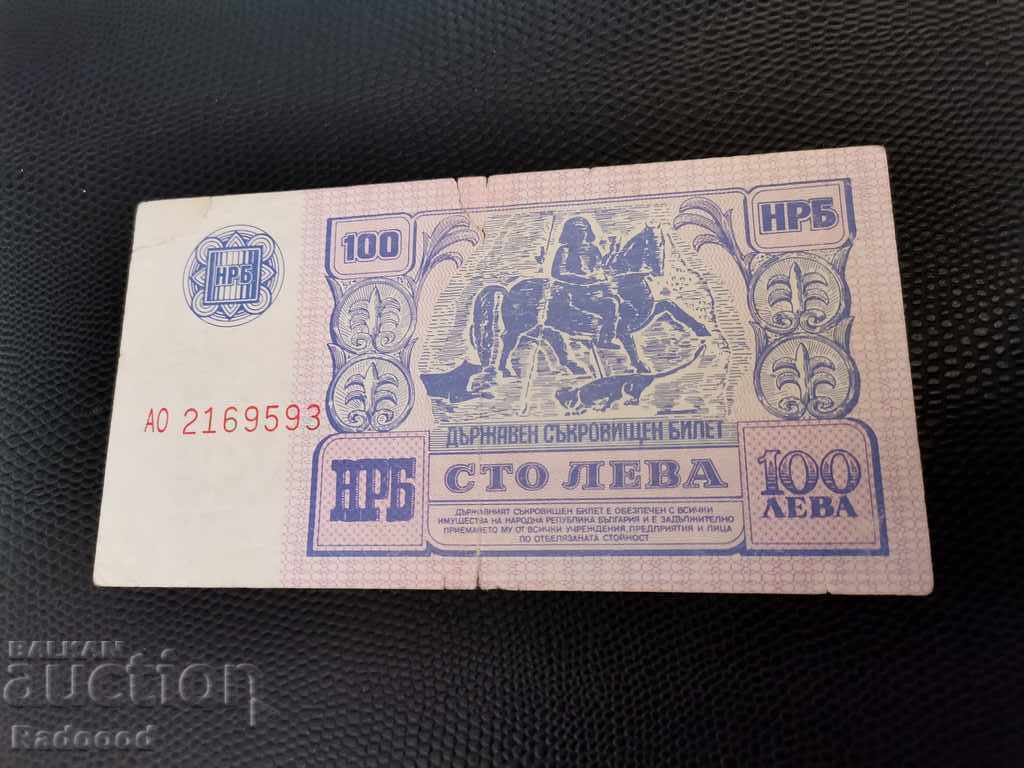 100
НРБ
НРБ
АО 2169593
ДЪРЖАВЕН СЪКРОВИЩЕН БИЛЕТ
НРБ
СТО ЛЕВА
100
ЛЕВА
ДЪРЖАВНИЯТ СЪКРОВИЩЕН БИЛЕТ Е ОБЕЗПЕЧЕН С ВСИЧКИ
ИМУЩЕСТВА НА НАРОДНА РЕПУБЛИКА БЪЛГАРИЯ И Е ЗАДЪЛЖИТЕЛНО
ПРИЕМАНЕТО МУ ОТ ВСИЧКИ УЧРЕЖДЕНИЯ, ПРЕДПРИЯТИЯ И ЛИЦА
ПО ОТБЕЛЯЗАНАТА СТОЙНОСТ
BALKAN
auction
Radoood